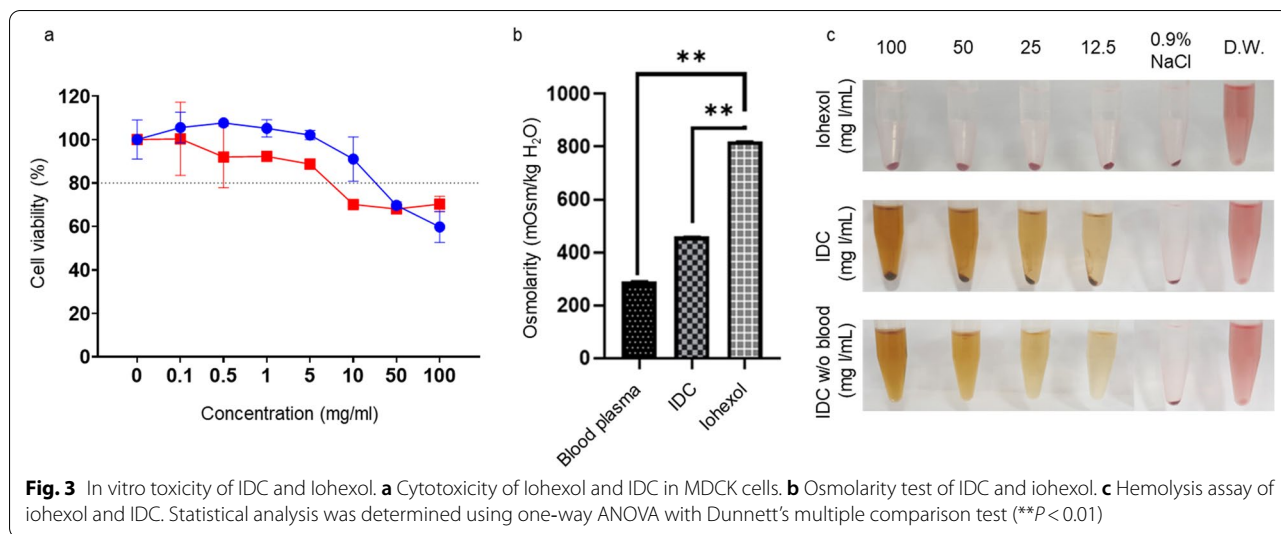 a
120
100
80
60
40
20
0
Cell viability (%)
0 0.1 0.5 1 5 10 50 100
Concentration (mg/ml)
b
**
**
1000
800
600
400
200
0
Osmolarity (mOsm/kg H₂O)
Blood plasma
IDC
Iohexol
c
100 50 25 12.5 0.9% NaCl D.W.
Iohexol
(mg I/mL)
IDC
(mg I/mL)
IDC w/o blood
(mg I/mL)
Fig. 3 In vitro toxicity of IDC and Iohexol. a Cytotoxicity of Iohexol and IDC in MDCK cells. b Osmolarity test of IDC and iohexol. c Hemolysis assay of
iohexol and IDC. Statistical analysis was determined using one-way ANOVA with Dunnett’s multiple comparison test (**P < 0.01)